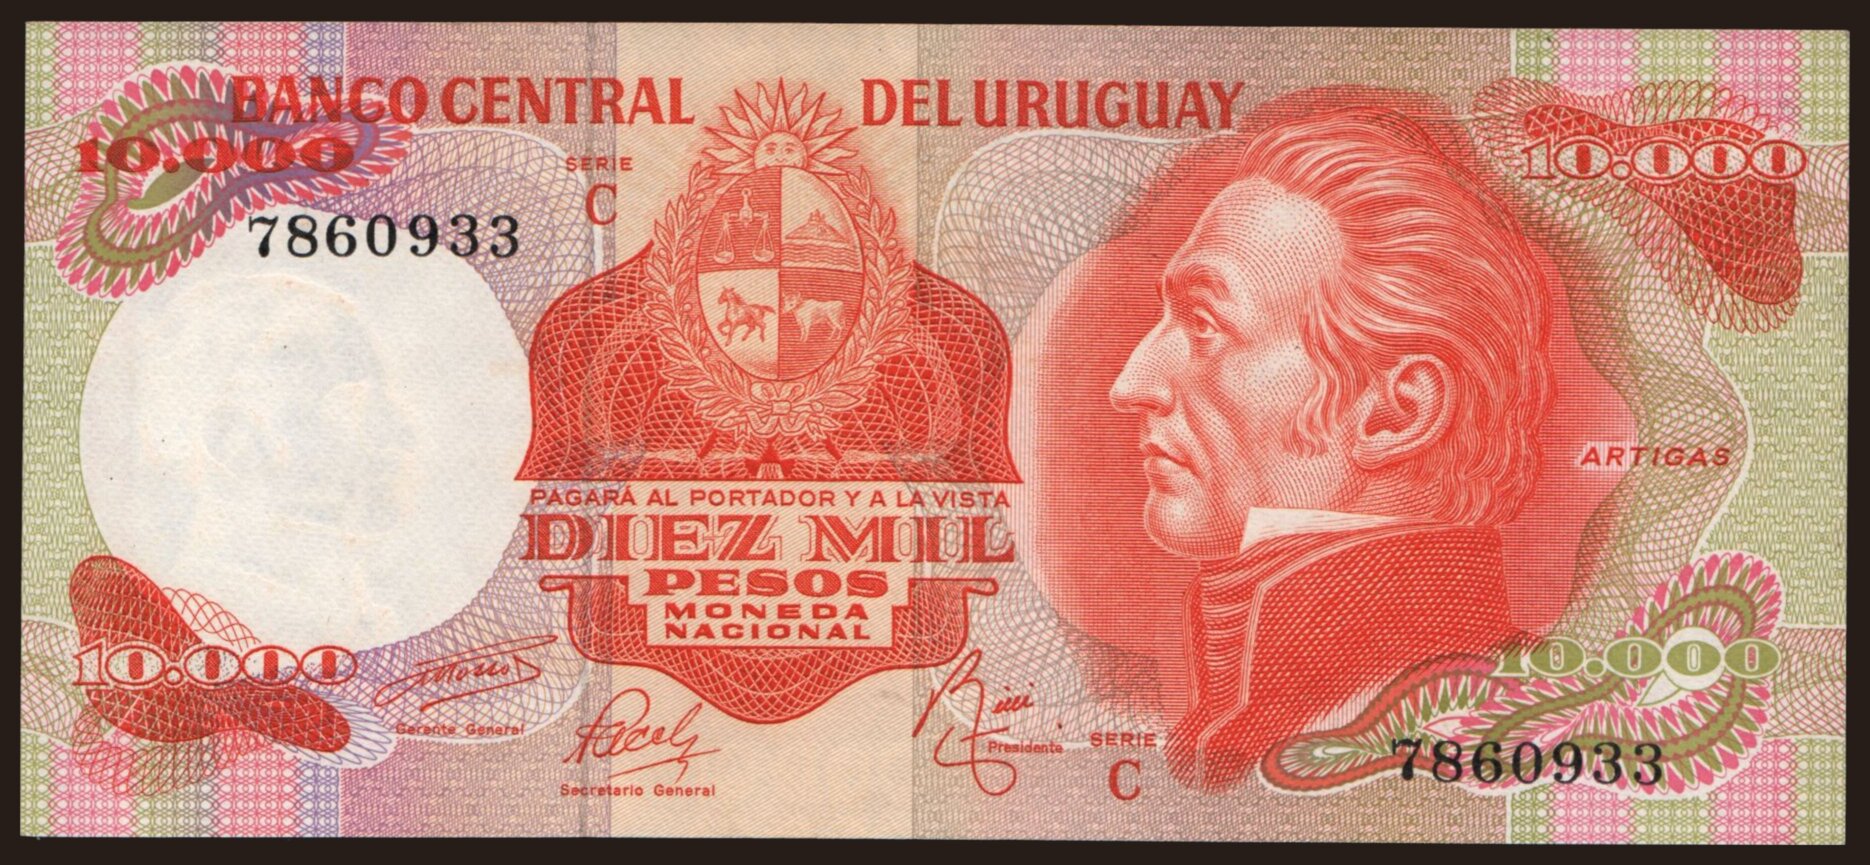 BANCO CENTRAL DEL URUGUAY
10.000
10.000
SERIE
C
7860933
ARTIGAS
PAGARÁ AL PORTADOR Y A LA VISTA
DIEZ MIL
PESOS
MONEDA
NACIONAL
10.000
10.000
Gerente General
Secretario General
Presidente
SERIE
C
7860933